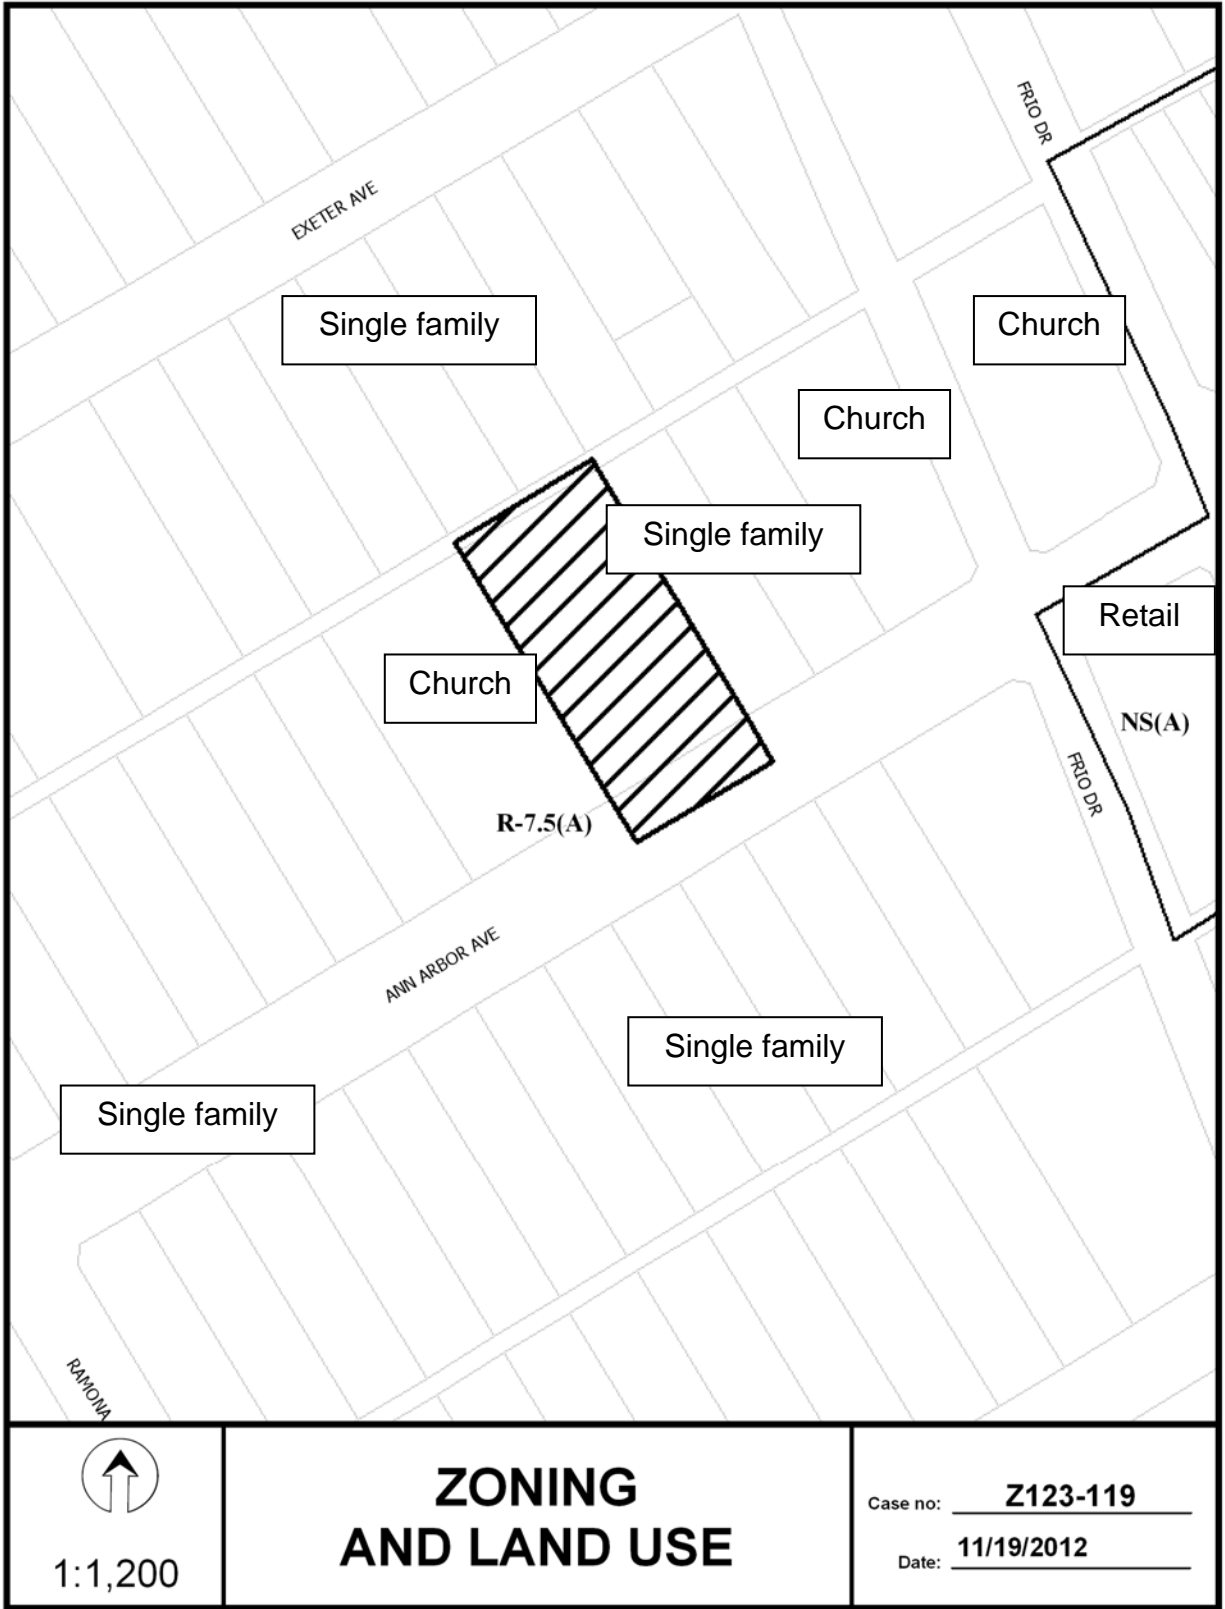 FRIO DR
EXETER AVE
Single family
Church
Church
Single family
Retail
Church
NS(A)
FRIO DR
R-7.5(A)
ANN ARBOR AVE
Single family
Single family
RAMONA
1:1,200
ZONING
AND LAND USE
Case no: Z123-119
Date: 11/19/2012